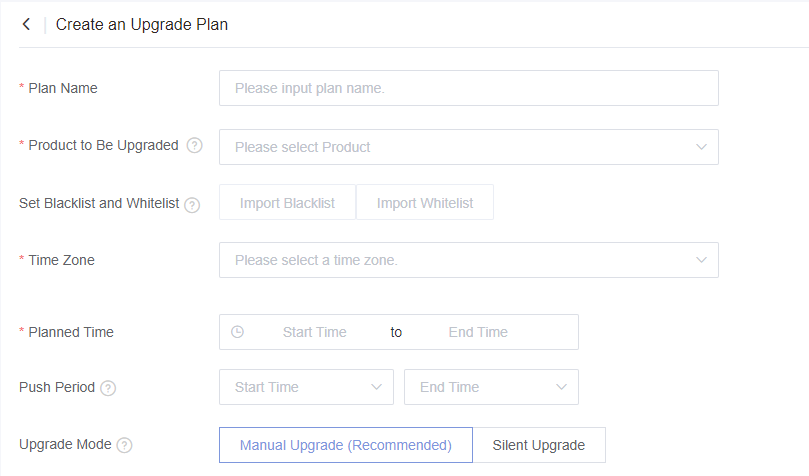 Create an Upgrade Plan
* Plan Name Please input plan name.
* Product to Be Upgraded ? Please select Product
Set Blacklist and Whitelist ? Import Blacklist Import Whitelist
* Time Zone Please select a time zone.
* Planned Time Start Time to End Time
Push Period ? Start Time End Time
Upgrade Mode ? Manual Upgrade (Recommended) Silent Upgrade